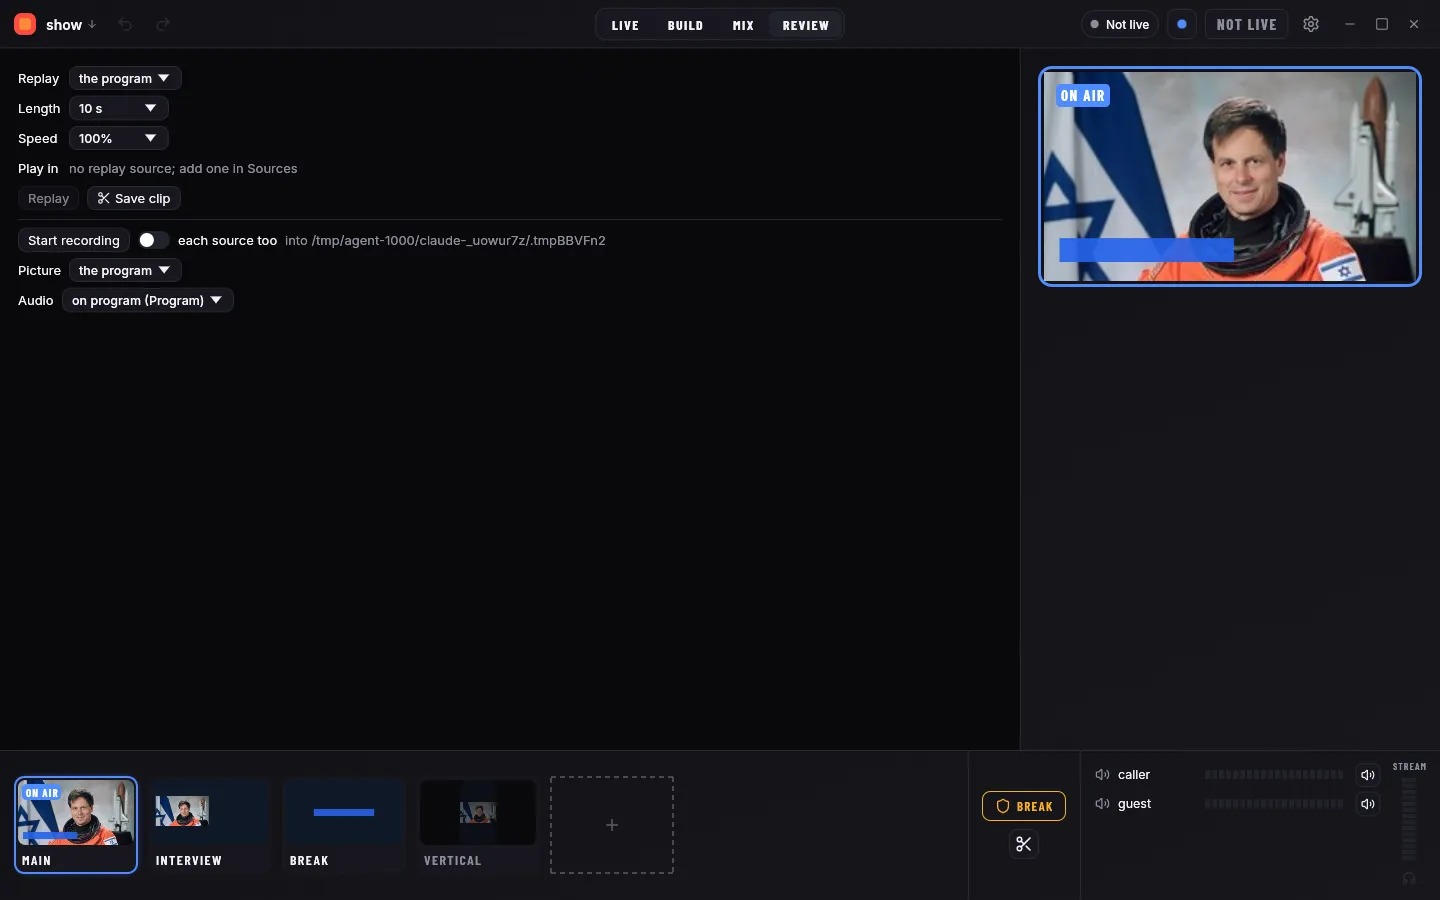 show
LIVE BUILD MIX REVIEW
Not live
NOT LIVE
Replay the program
Length 10 s
Speed 100%
Play in no replay source; add one in Sources
Replay Save clip
Start recording each source too into /tmp/agent-1000/claude-_uowur7z/.tmpBBVFn2
Picture the program
Audio on program (Program)
ON AIR
ON AIR
MAIN
INTERVIEW
BREAK
VERTICAL
+
BREAK
caller
guest
STREAM